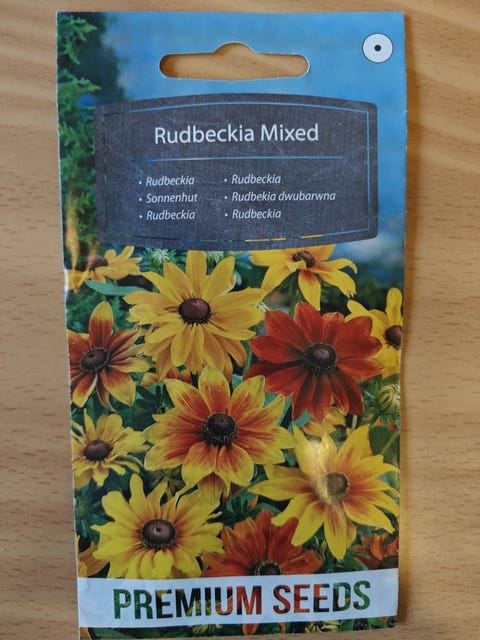 Rudbeckia Mixed
• Rudbeckia
• Sonnenhut
• Rudbeckia
• Rudbeckia
• Rudbekia dwubarwna
• Rudbeckia
PREMIUM SEEDS